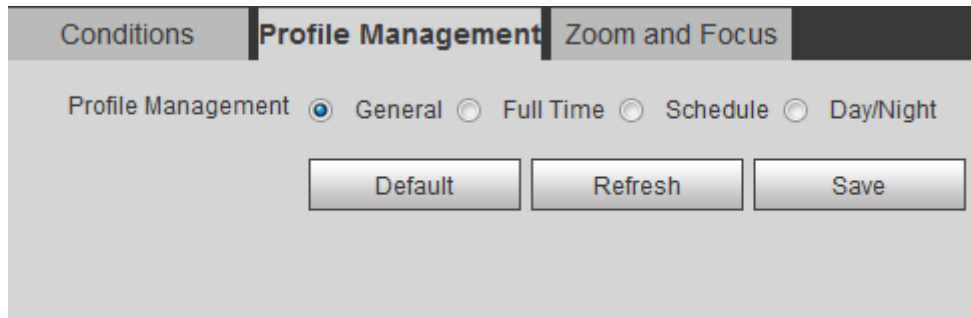 Conditions Profile Management Zoom and Focus
Profile Management General Full Time Schedule Day/Night
Default Refresh Save